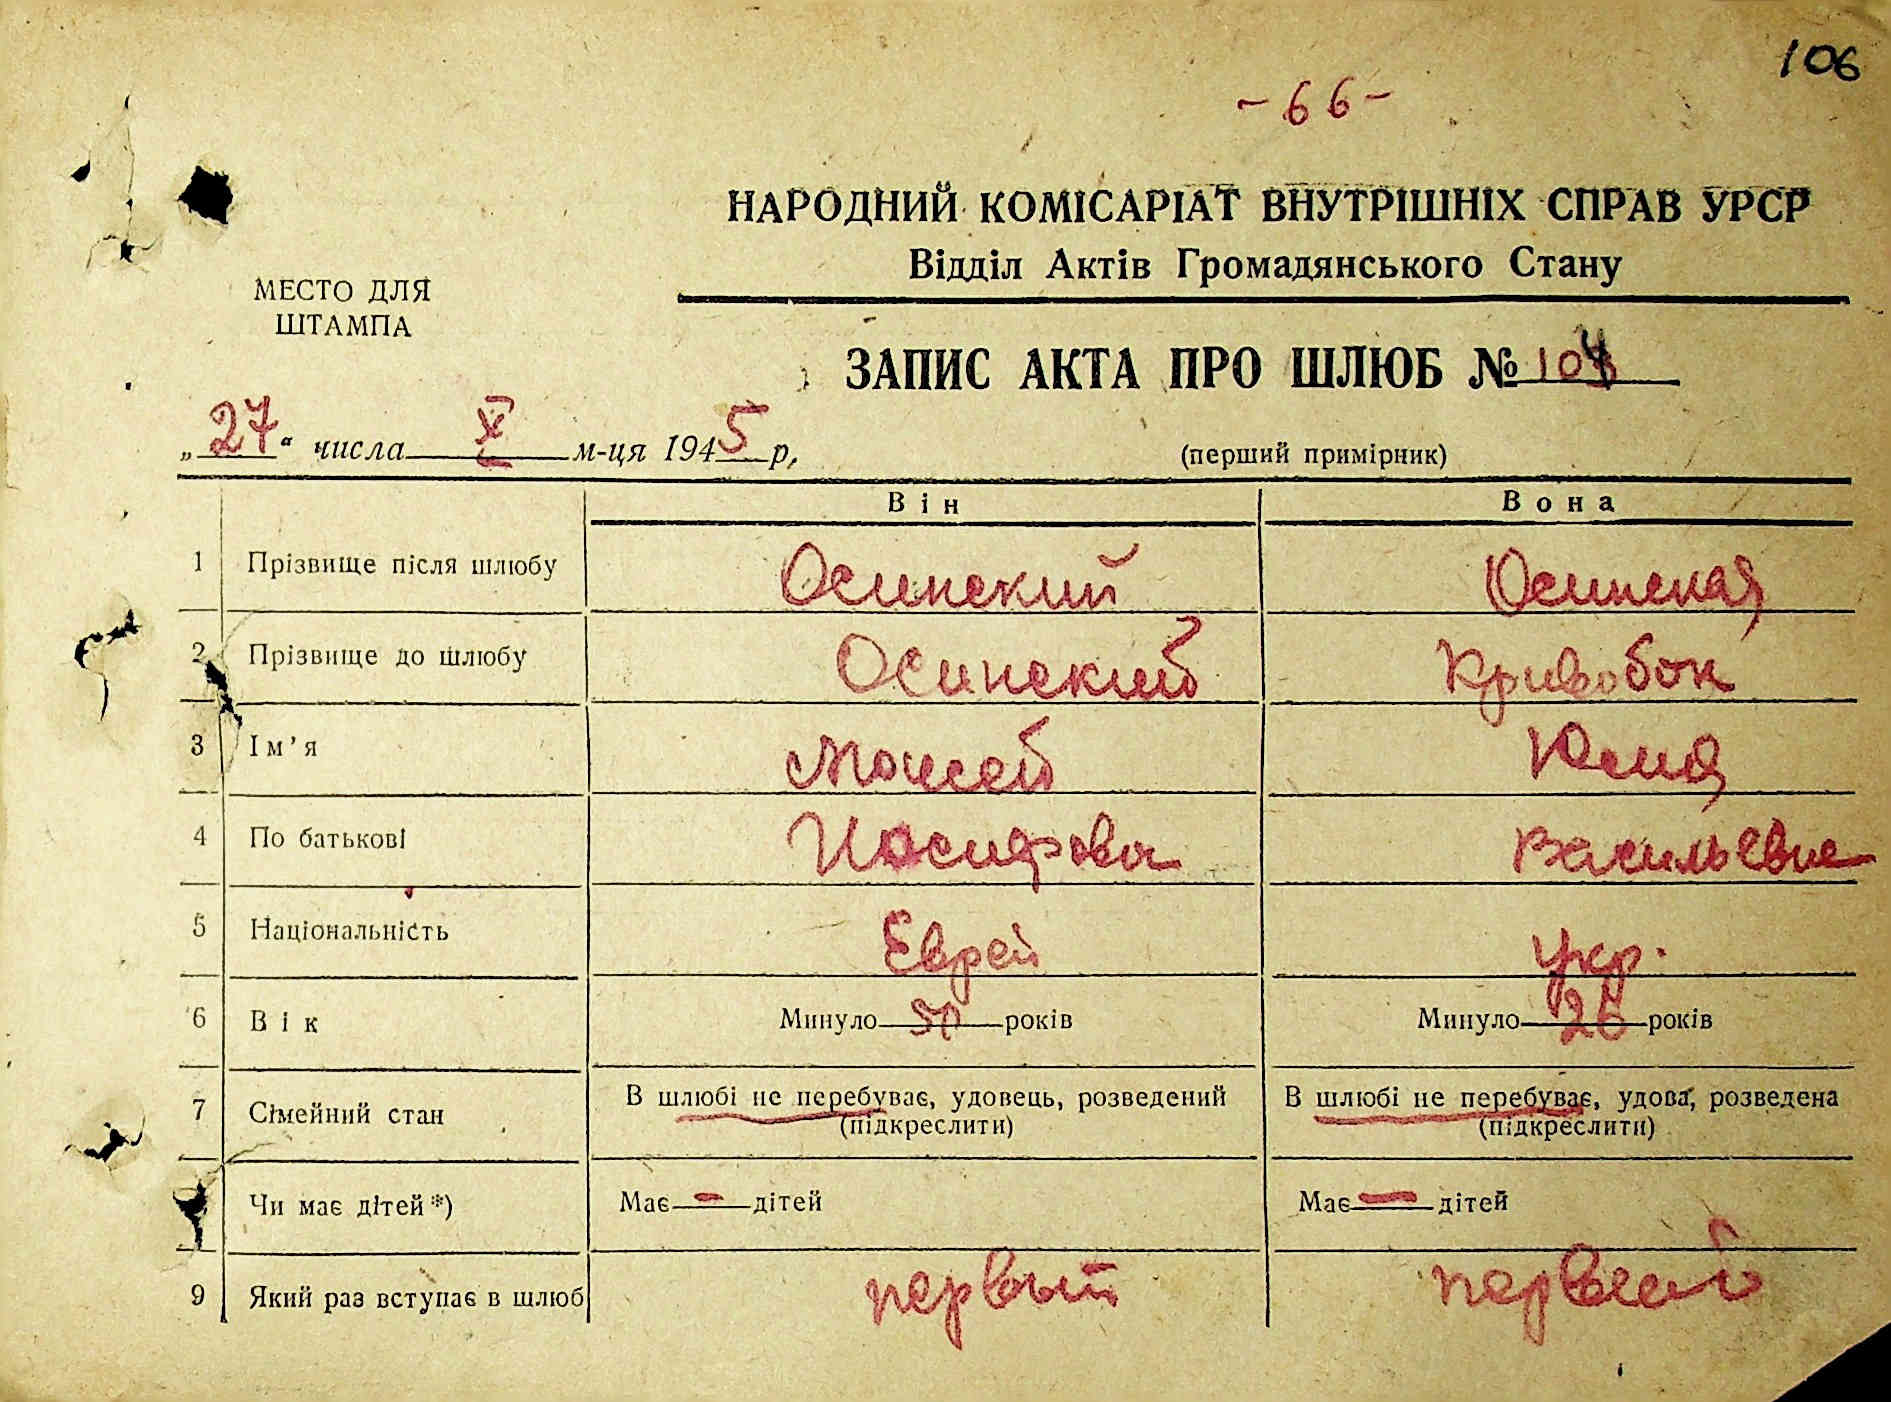 106
- 66 -
НАРОДНИЙ КОМІСАРІАТ ВНУТРІШНІХ СПРАВ УРСР
Відділ Актів Громадянського Стану
МЕСТО ДЛЯ
ШТАМПА
ЗАПИС АКТА ПРО ШЛЮБ № 104
„27“ числа X м-ця 1945 р,
(перший примірник)
Він Вона
1 Прізвище після шлюбу Осинский Осинская
2 Прізвище до шлюбу Осинский Кривобок
3 Ім’я Моисей Юлия
4 По батькові Иосифова Васильевна
5 Національність Еврей укр.
6 Вік Минуло років Минуло 26 років
7 Сімейний стан В шлюбі не перебуває, удовець, розведений В шлюбі не перебуває, удова, розведена
(підкреслити) (підкреслити)
Чи має дітей*) Має - дітей Має - дітей
9 Який раз вступає в шлюб первый первый